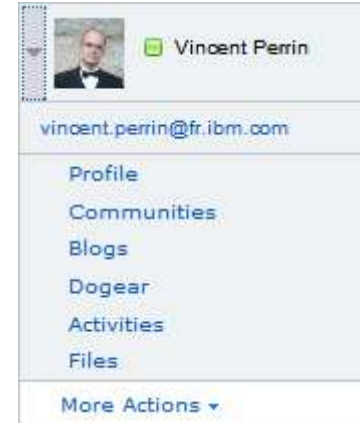 Vincent Perrin
vincent.perrin@fr.ibm.com
Profile
Communities
Blogs
Dogear
Activities
Files
More Actions